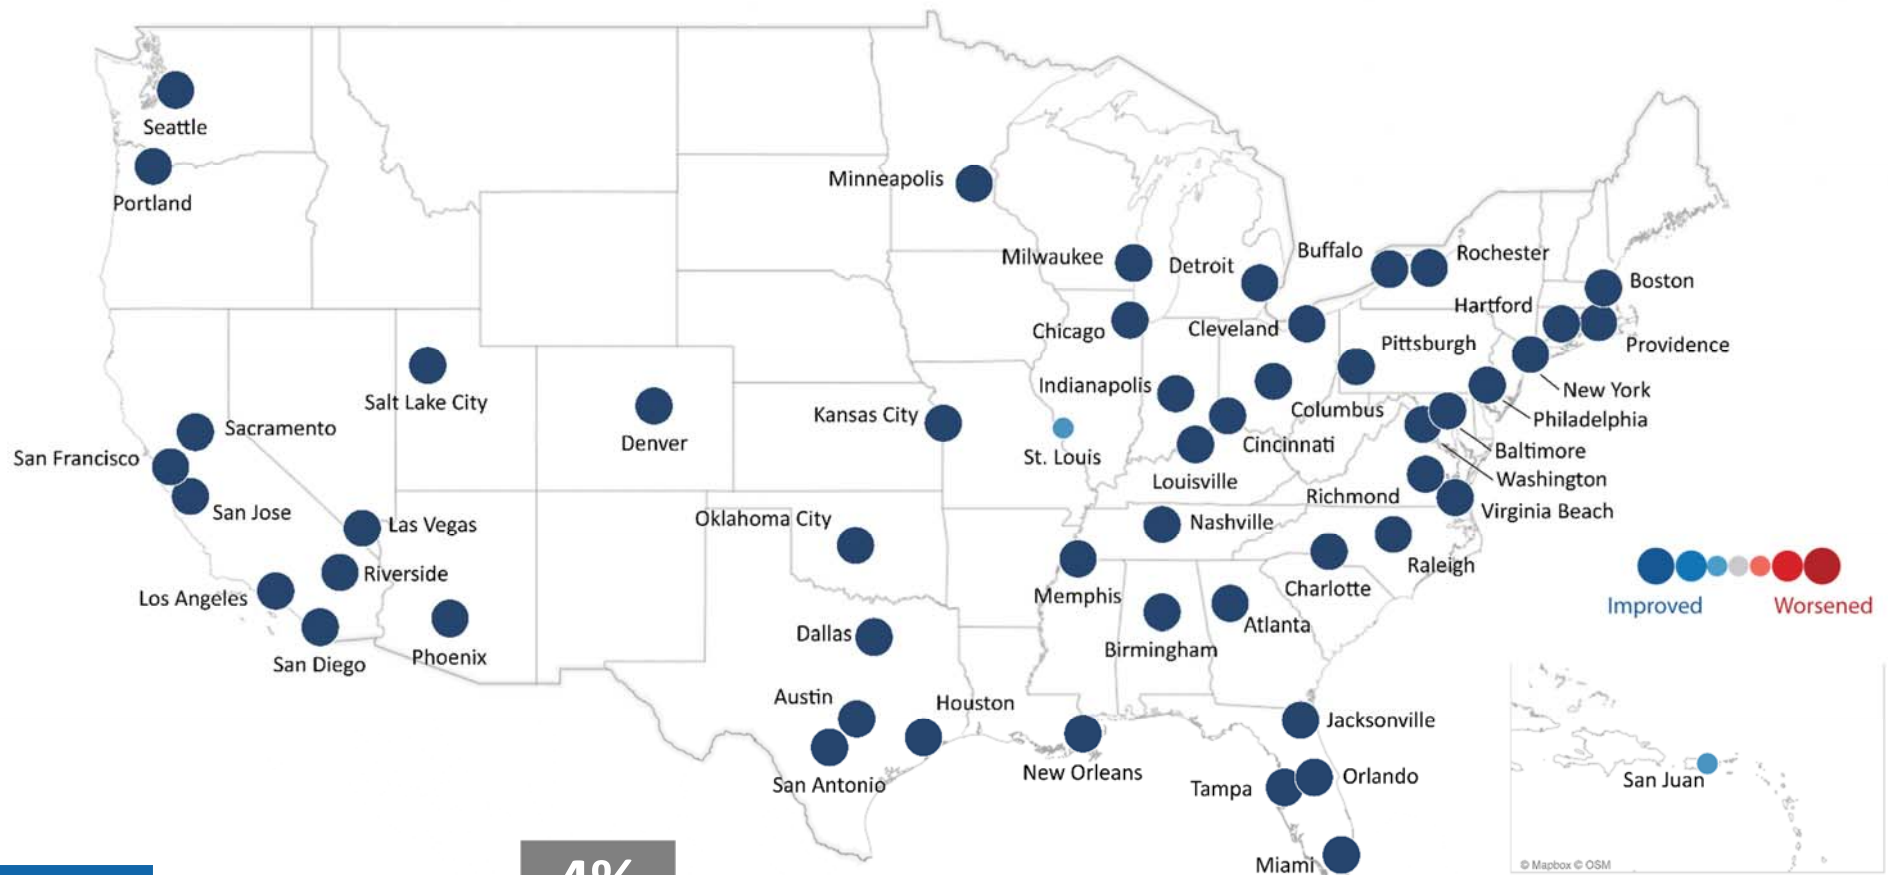 Seattle
Portland
Minneapolis
Milwaukee
Detroit
Buffalo
Rochester
Boston
Hartford
Chicago
Cleveland
Pittsburgh
Providence
Salt Lake City
Indianapolis
New York
Columbus
Philadelphia
Kansas City
Sacramento
Denver
Cincinnati
Baltimore
San Francisco
St. Louis
Louisville
Washington
Richmond
Virginia Beach
San Jose
Las Vegas
Oklahoma City
Nashville
Riverside
Raleigh
Los Angeles
Memphis
Charlotte
Improved
Worsened
Dallas
Atlanta
San Diego
Phoenix
Birmingham
Austin
Houston
Jacksonville
New Orleans
San Antonio
Tampa
Orlando
San Juan
Miami
© Mapbox © OSM
4%